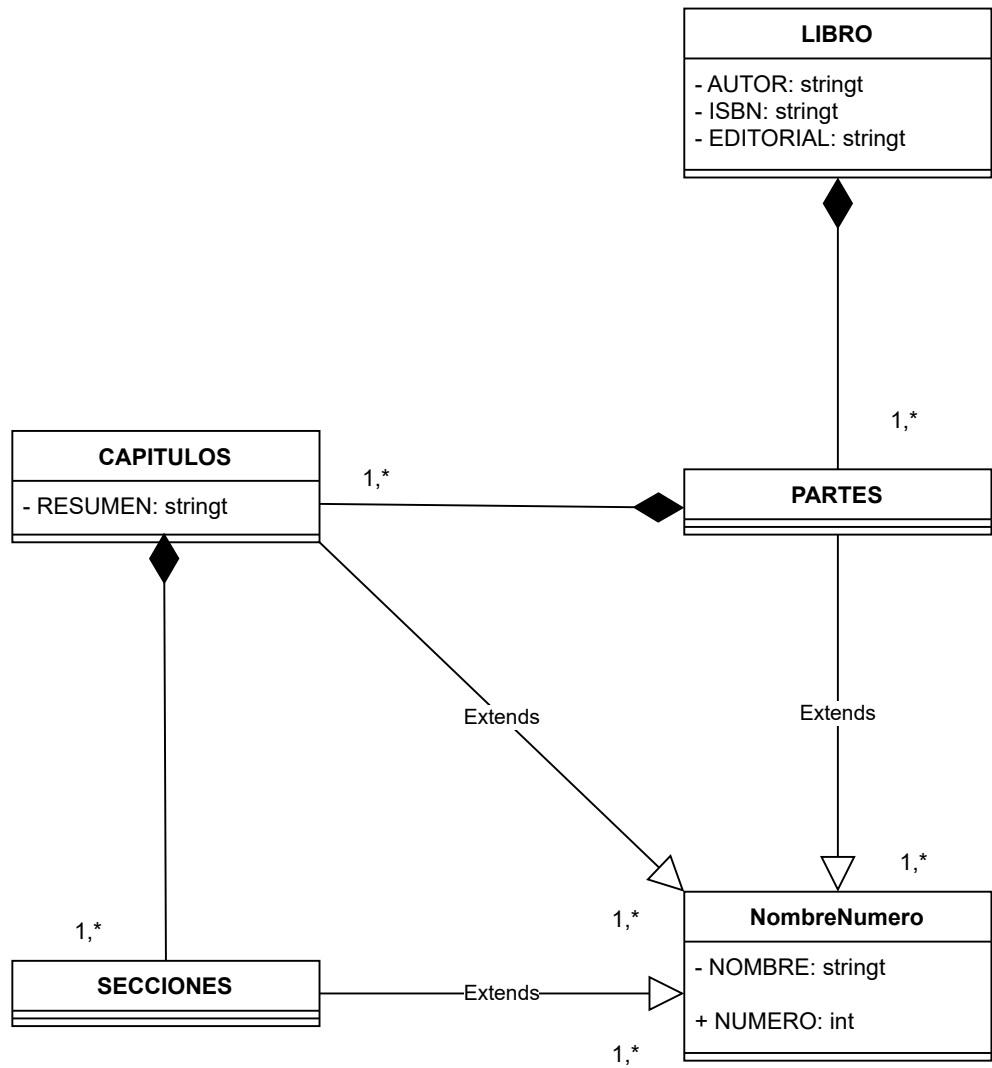 LIBRO
- AUTOR: stringt
- ISBN: stringt
- EDITORIAL: stringt
1,*
CAPITULOS
- RESUMEN: stringt
1,*
PARTES
Extends
Extends
1,*
1,*
NombreNumero
- NOMBRE: stringt
+ NUMERO: int
1,*
SECCIONES
Extends
1,*